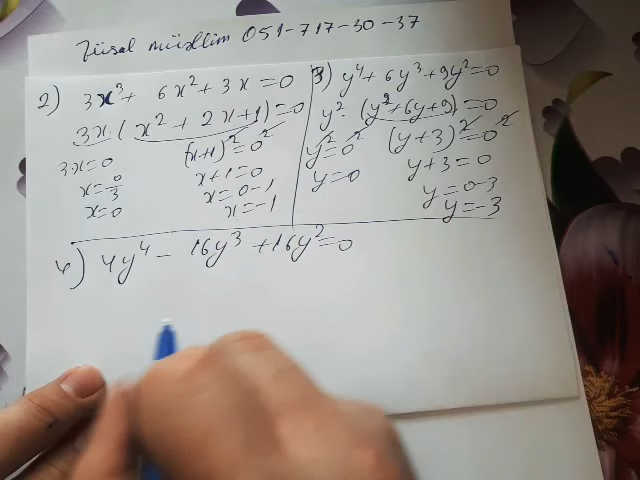 Züsal müəllim 051-717-30-37
2) 3x³ + 6x² + 3x = 0
3x · (x² + 2x + 1) = 0
3x = 0
x = 0/3
x = 0
(x+1)² = 0²
x + 1 = 0
x = 0 - 1
x = -1
3) y⁴ + 6y³ + 9y² = 0
y² · (y² + 6y + 9) = 0
y² = 0²
y = 0
(y+3)² = 0²
y + 3 = 0
y = 0 - 3
y = -3
4) 4y⁴ - 16y³ + 16y² = 0